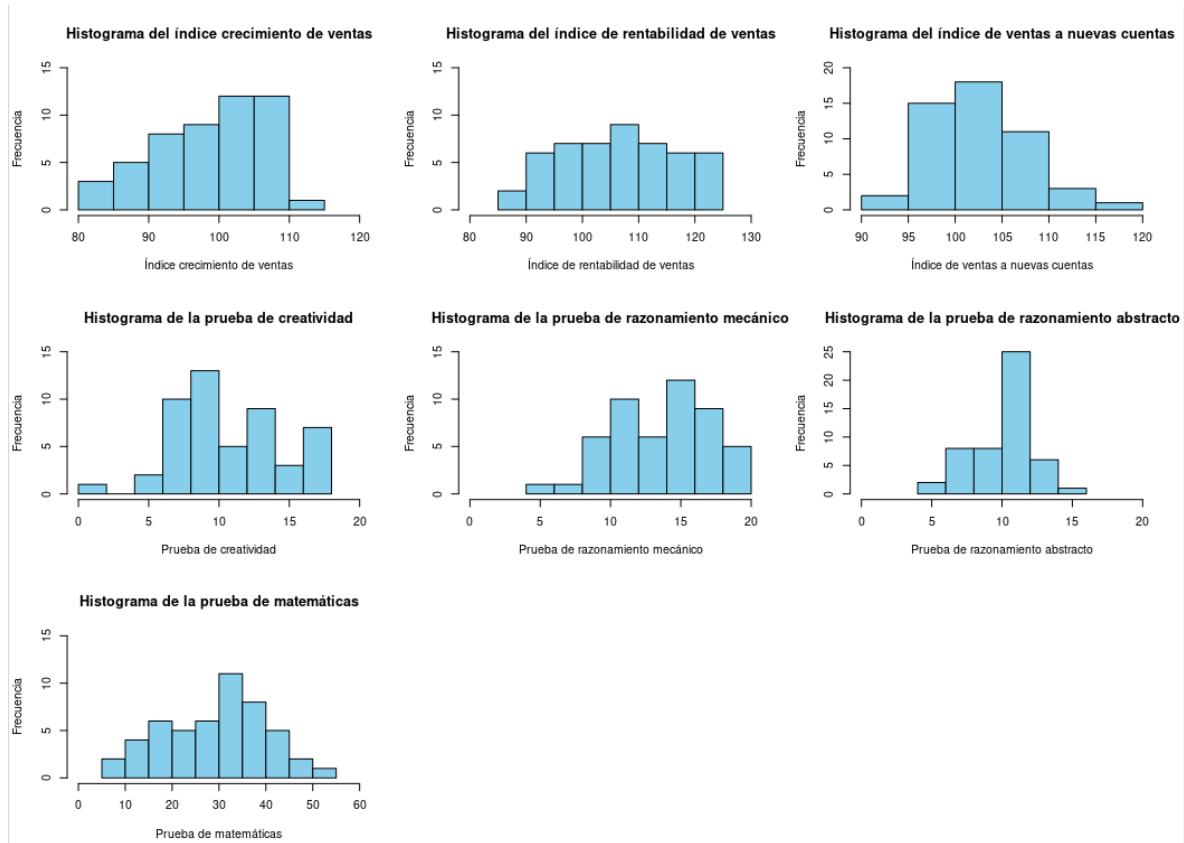 Histograma del índice crecimiento de ventas
15
10
5
0
Frecuencia
80 90 100 110 120
Índice crecimiento de ventas
Histograma del índice de rentabilidad de ventas
15
10
5
0
Frecuencia
80 90 100 110 120 130
Índice de rentabilidad de ventas
Histograma del índice de ventas a nuevas cuentas
20
15
10
5
0
Frecuencia
90 95 100 105 110 115 120
Índice de ventas a nuevas cuentas
Histograma de la prueba de creatividad
15
10
5
0
Frecuencia
0 5 10 15 20
Prueba de creatividad
Histograma de la prueba de razonamiento mecánico
15
10
5
0
Frecuencia
0 5 10 15 20
Prueba de razonamiento mecánico
Histograma de la prueba de razonamiento abstracto
25
20
15
10
5
0
Frecuencia
0 5 10 15 20
Prueba de razonamiento abstracto
Histograma de la prueba de matemáticas
15
10
5
0
Frecuencia
0 10 20 30 40 50 60
Prueba de matemáticas